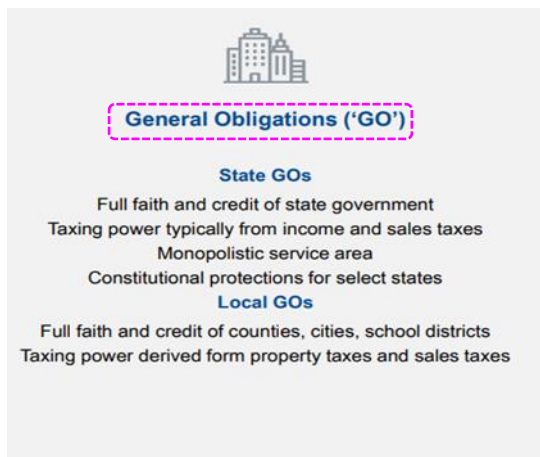 General Obligations (‘GO’)
State GOs
Full faith and credit of state government
Taxing power typically from income and sales taxes
Monopolistic service area
Constitutional protections for select states
Local GOs
Full faith and credit of counties, cities, school districts
Taxing power derived form property taxes and sales taxes